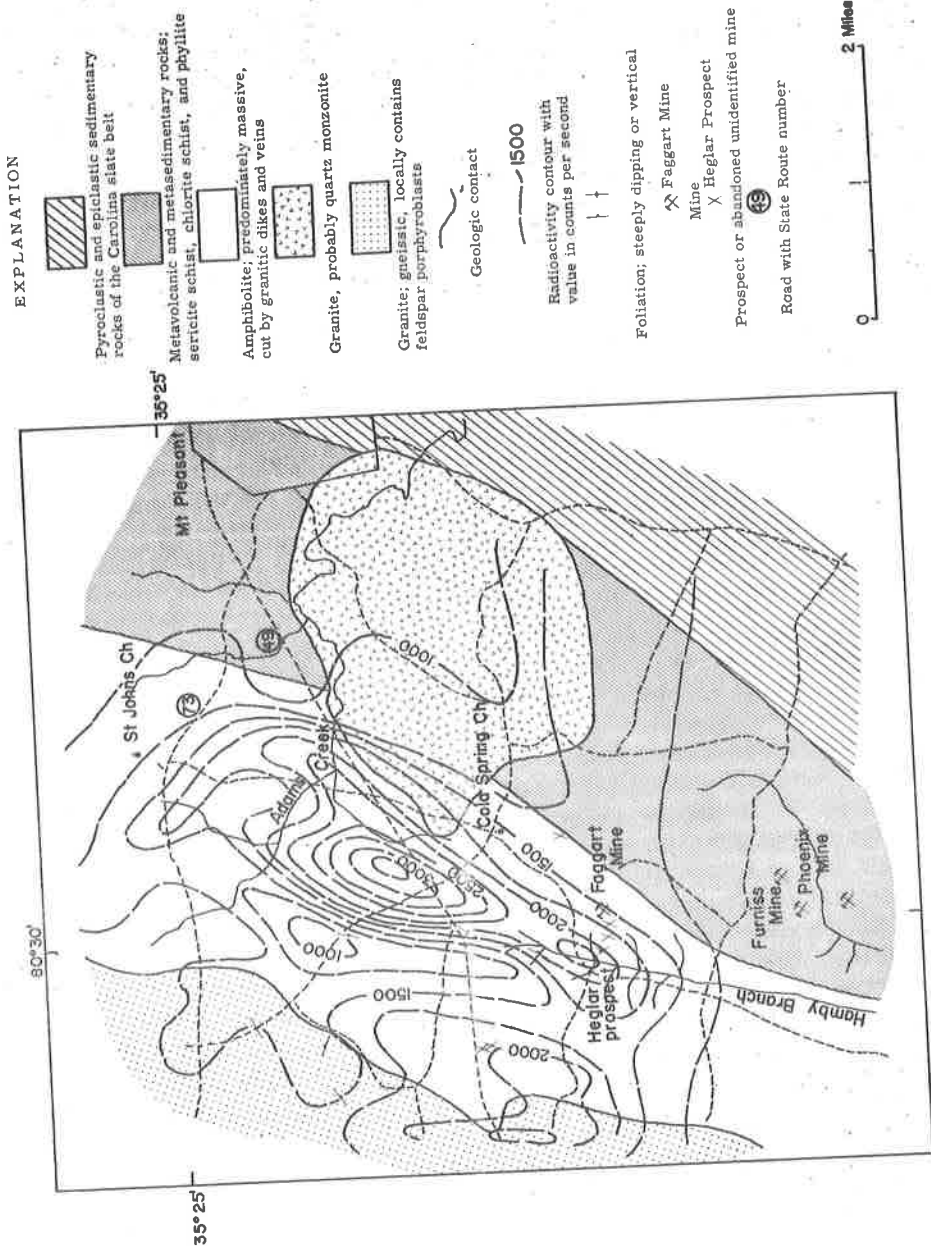 EXPLANATION
Pyroclastic and epiclastic sedimentary
rocks of the Carolina slate belt
Metavolcanic and metasedimentary rocks;
sericite schist, chlorite schist, and phyllite
Amphibolite; predominately massive,
cut by granitic dikes and veins
Granite, probably quartz monzonite
Granite; gneissic, locally contains
feldspar porphyroblasts
Geologic contact
1500
Radioactivity contour with
value in counts per second
Foliation; steeply dipping or vertical
Faggart Mine
Mine
X Heglar Prospect
Prospect or abandoned unidentified mine
49
Road with State Route number
0 1 2 Miles
80°30'
35°25'
35°25'
St Johns Ch
73
Mt Pleasant
49
Adams
Creek
1000
1000
3000
2500
Cold Spring Ch
1500
1500
2000
2000
Faggart
Mine
Heglar
prospect
Furniss
Mine
Phoenix
Mine
Hamby Branch